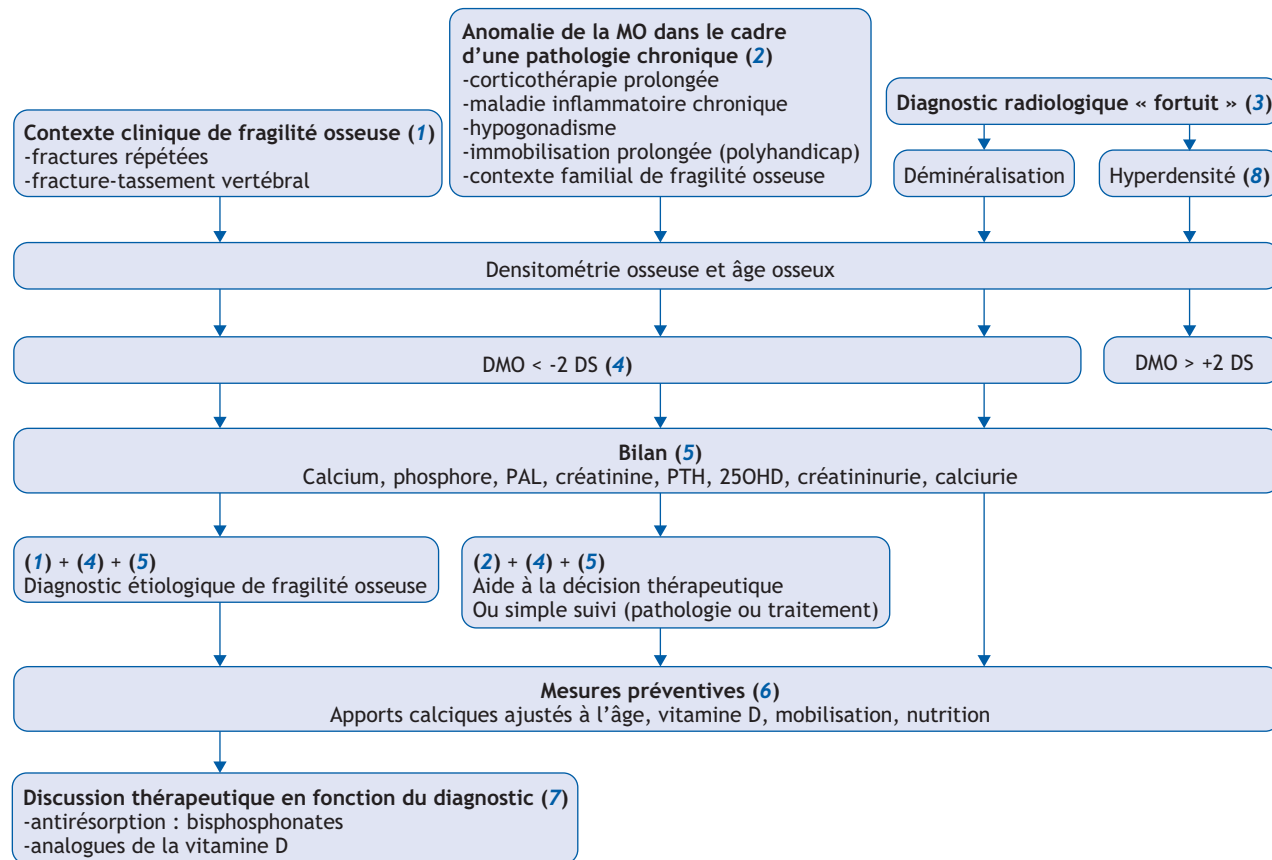 Contexte clinique de fragilité osseuse (1)
-fractures répétées
-fracture-tassement vertébral
Anomalie de la MO dans le cadre
d’une pathologie chronique (2)
-corticothérapie prolongée
-maladie inflammatoire chronique
-hypogonadisme
-immobilisation prolongée (polyhandicap)
-contexte familial de fragilité osseuse
Diagnostic radiologique « fortuit » (3)
Déminéralisation
Hyperdensité (8)
Densitométrie osseuse et âge osseux
DMO < -2 DS (4)
DMO > +2 DS
Bilan (5)
Calcium, phosphore, PAL, créatinine, PTH, 25OHD, créatininurie, calciurie
(1) + (4) + (5)
Diagnostic étiologique de fragilité osseuse
(2) + (4) + (5)
Aide à la décision thérapeutique
Ou simple suivi (pathologie ou traitement)
Mesures préventives (6)
Apports calciques ajustés à l’âge, vitamine D, mobilisation, nutrition
Discussion thérapeutique en fonction du diagnostic (7)
-antirésorption : bisphosphonates
-analogues de la vitamine D